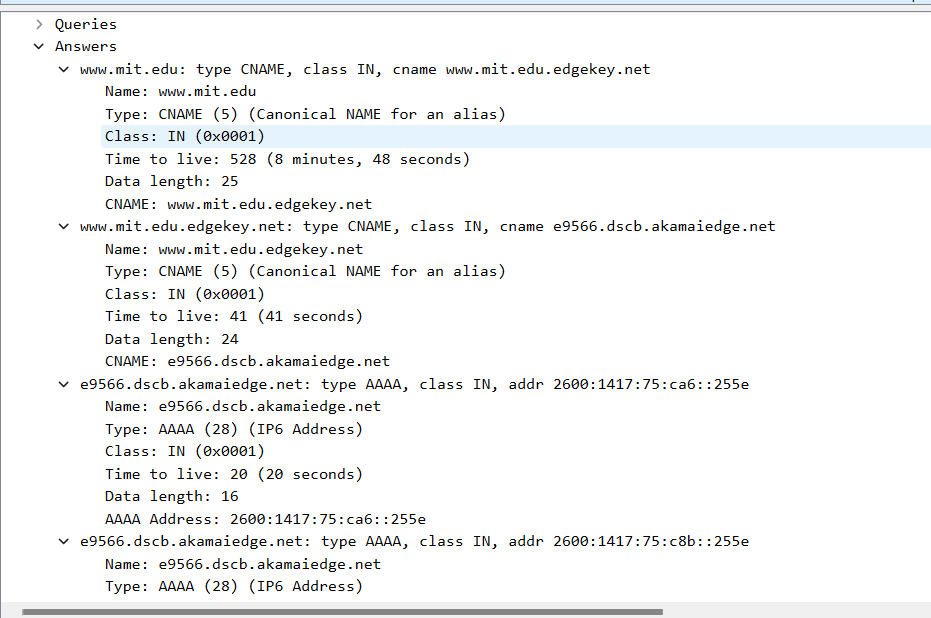 Queries
Answers
www.mit.edu: type CNAME, class IN, cname www.mit.edu.edgekey.net
Name: www.mit.edu
Type: CNAME (5) (Canonical NAME for an alias)
Class: IN (0x0001)
Time to live: 528 (8 minutes, 48 seconds)
Data length: 25
CNAME: www.mit.edu.edgekey.net
www.mit.edu.edgekey.net: type CNAME, class IN, cname e9566.dscb.akamaiedge.net
Name: www.mit.edu.edgekey.net
Type: CNAME (5) (Canonical NAME for an alias)
Class: IN (0x0001)
Time to live: 41 (41 seconds)
Data length: 24
CNAME: e9566.dscb.akamaiedge.net
e9566.dscb.akamaiedge.net: type AAAA, class IN, addr 2600:1417:75:ca6::255e
Name: e9566.dscb.akamaiedge.net
Type: AAAA (28) (IP6 Address)
Class: IN (0x0001)
Time to live: 20 (20 seconds)
Data length: 16
AAAA Address: 2600:1417:75:ca6::255e
e9566.dscb.akamaiedge.net: type AAAA, class IN, addr 2600:1417:75:c8b::255e
Name: e9566.dscb.akamaiedge.net
Type: AAAA (28) (IP6 Address)